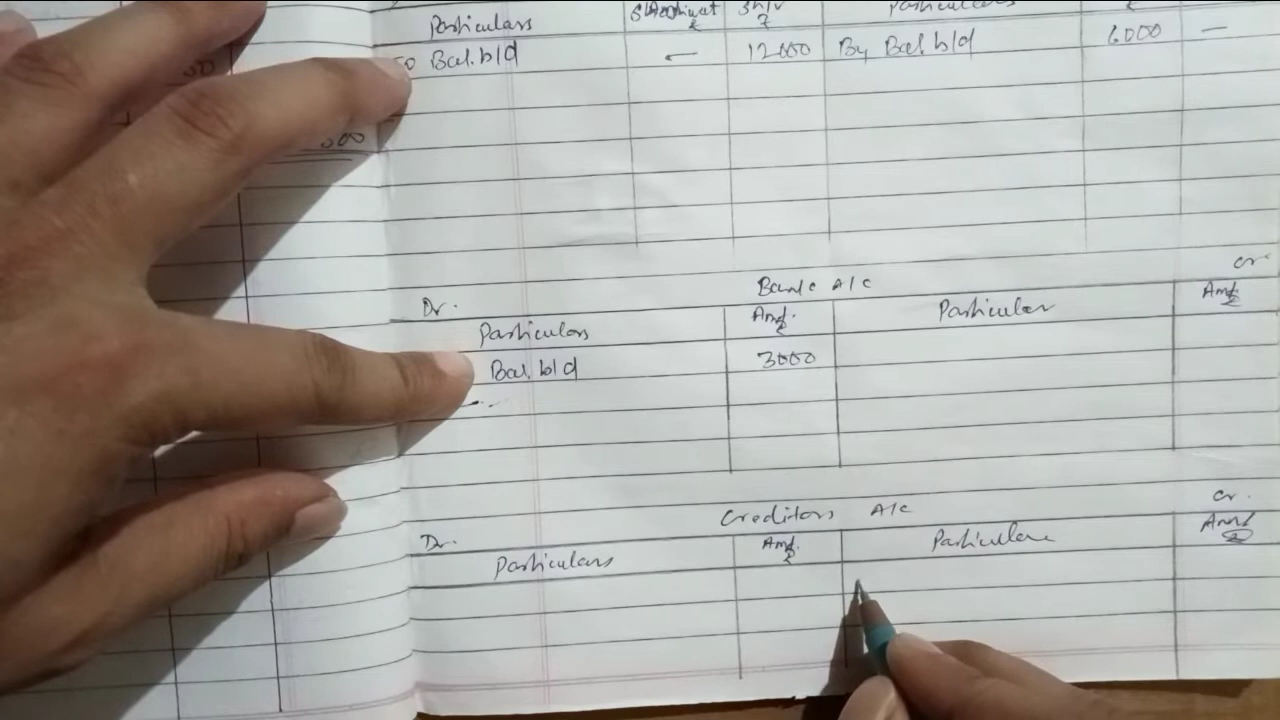 Particulars ₹ ₹ Particulars ₹
Bal. b/d — 12000 By Bal. b/d 6000 —
Bank A/c
Dr. Cr.
Particulars Amt. ₹ Particular Amt. ₹
Bal. b/d 3000
Creditors A/c
Dr. Cr.
Particulars Amt. ₹ Particular Amt ₹